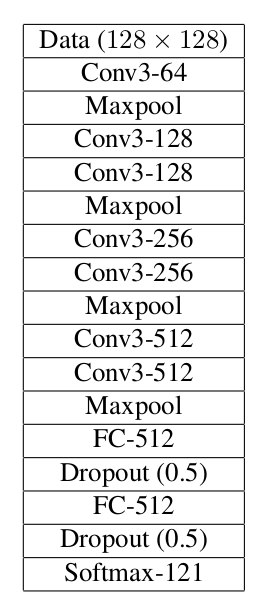 Data (128 × 128)
Conv3-64
Maxpool
Conv3-128
Conv3-128
Maxpool
Conv3-256
Conv3-256
Maxpool
Conv3-512
Conv3-512
Maxpool
FC-512
Dropout (0.5)
FC-512
Dropout (0.5)
Softmax-121